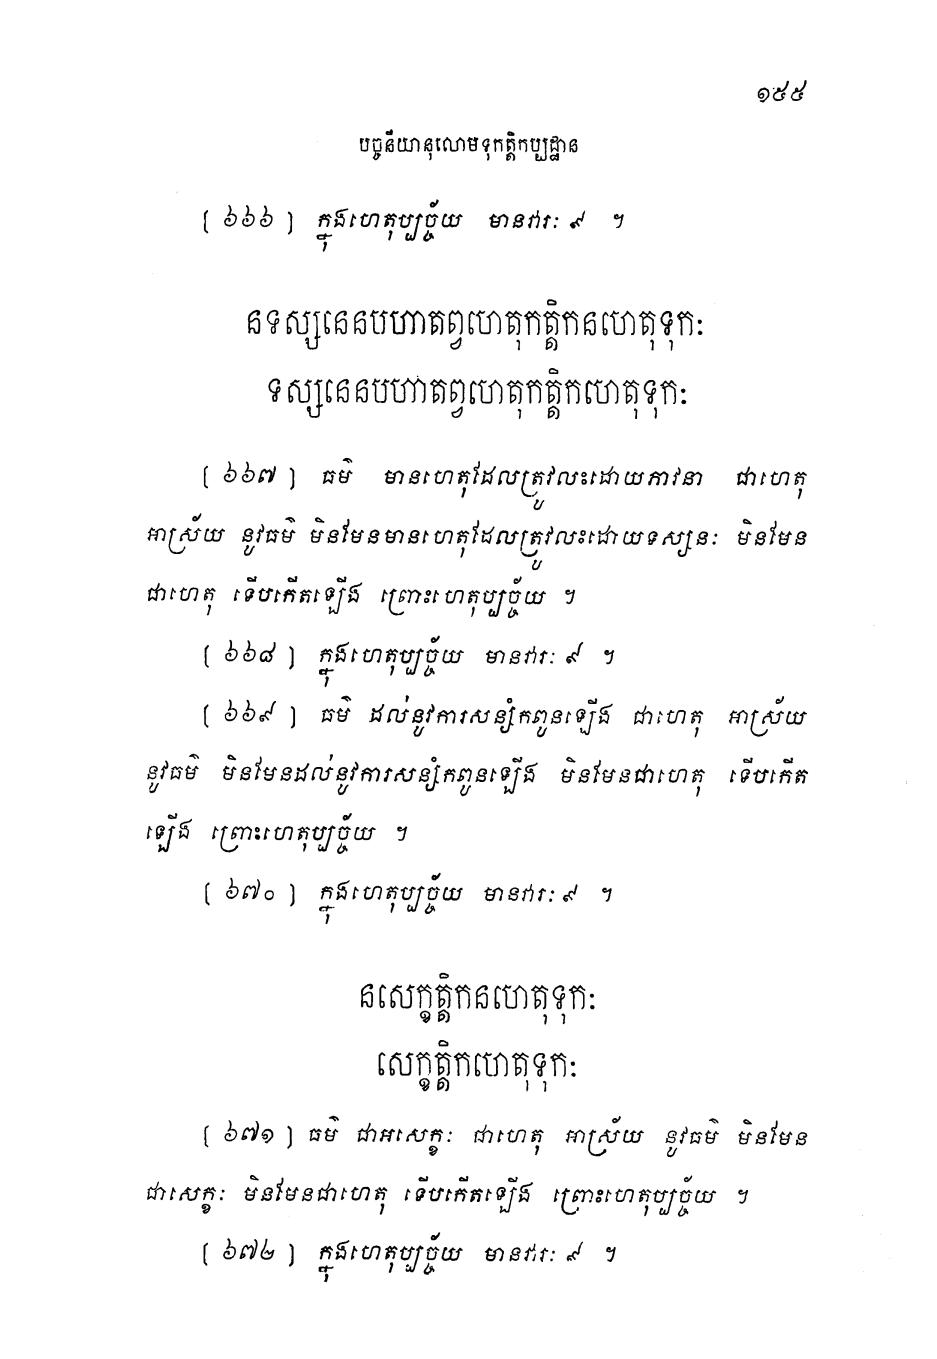 ១៥៥
បច្ចនីយានុលោមទុកត្តិកប្បដ្ឋាន
[ ៦៦៦ ] ក្នុងហេតុប្បច្ច័យ មានវារៈ ៩ ។
នទស្សនេនបហាតព្វហេតុកត្តិកនហេតុទុកៈ
ទស្សនេនបហាតព្វហេតុកត្តិកហេតុទុកៈ
[ ៦៦៧ ] ធម៌ មានហេតុដែលត្រូវលះដោយភាវនា ជាហេតុ
អាស្រ័យ នូវធម៌ មិនមែនមានហេតុដែលត្រូវលះដោយទស្សនៈ មិនមែន
ជាហេតុ ទើបកើតឡើង ព្រោះហេតុប្បច្ច័យ ។
[ ៦៦៨ ] ក្នុងហេតុប្បច្ច័យ មានវារៈ ៩ ។
[ ៦៦៩ ] ធម៌ ដល់នូវការសន្សំកពូនឡើង ជាហេតុ អាស្រ័យ
នូវធម៌ មិនមែនដល់នូវការសន្សំកពូនឡើង មិនមែនជាហេតុ ទើបកើត
ឡើង ព្រោះហេតុប្បច្ច័យ ។
[ ៦៧០ ] ក្នុងហេតុប្បច្ច័យ មានវារៈ ៩ ។
នសេក្ខត្តិកនហេតុទុកៈ
សេក្ខត្តិកហេតុទុកៈ
[ ៦៧១ ] ធម៌ ជាអសេក្ខៈ ជាហេតុ អាស្រ័យ នូវធម៌ មិនមែន
ជាសេក្ខៈ មិនមែនជាហេតុ ទើបកើតឡើង ព្រោះហេតុប្បច្ច័យ ។
[ ៦៧២ ] ក្នុងហេតុប្បច្ច័យ មានវារៈ ៩ ។